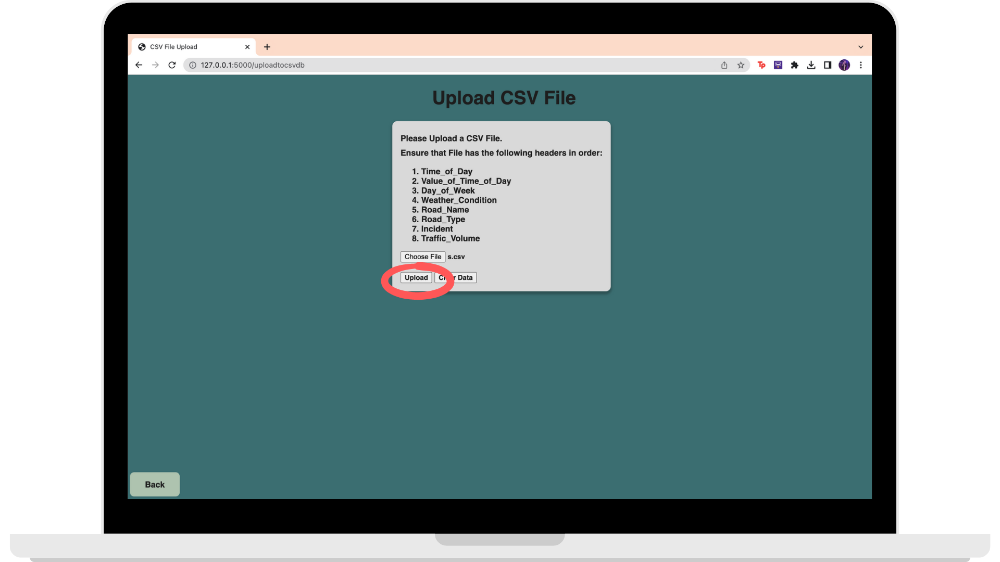 CSV File Upload
127.0.0.1:5000/uploadtocsvdb
Tp
Upload CSV File
Please Upload a CSV File.
Ensure that File has the following headers in order:
1. Time_of_Day
2. Value_of_Time_of_Day
3. Day_of_Week
4. Weather_Condition
5. Road_Name
6. Road_Type
7. Incident
8. Traffic_Volume
Choose File s.csv
Upload Clear Data
Back